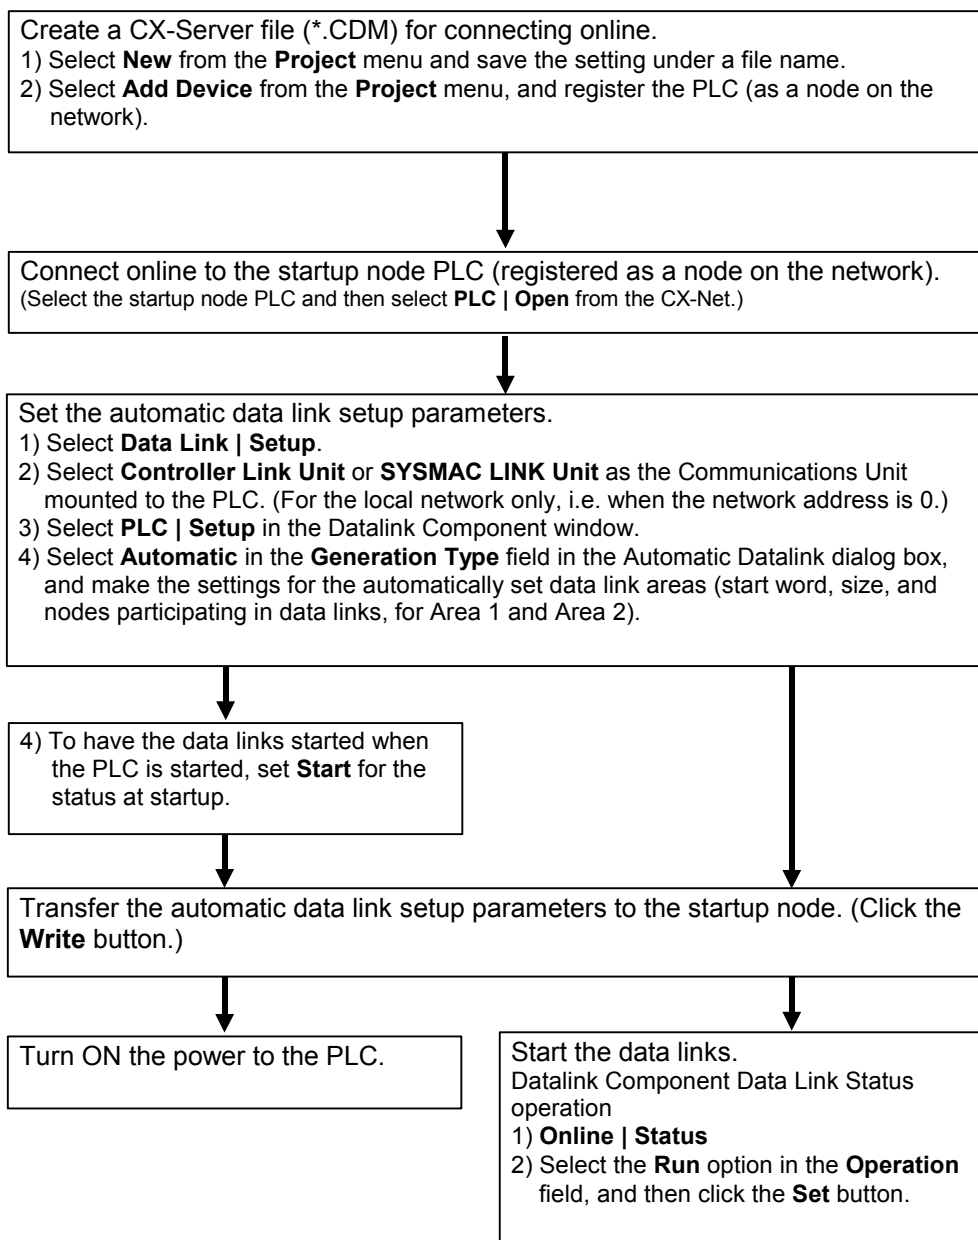 Create a CX-Server file (*.CDM) for connecting online.
1) Select New from the Project menu and save the setting under a file name.
2) Select Add Device from the Project menu, and register the PLC (as a node on the
network).
Connect online to the startup node PLC (registered as a node on the network).
(Select the startup node PLC and then select PLC | Open from the CX-Net.)
Set the automatic data link setup parameters.
1) Select Data Link | Setup.
2) Select Controller Link Unit or SYSMAC LINK Unit as the Communications Unit
mounted to the PLC. (For the local network only, i.e. when the network address is 0.)
3) Select PLC | Setup in the Datalink Component window.
4) Select Automatic in the Generation Type field in the Automatic Datalink dialog box,
and make the settings for the automatically set data link areas (start word, size, and
nodes participating in data links, for Area 1 and Area 2).
4) To have the data links started when
the PLC is started, set Start for the
status at startup.
Transfer the automatic data link setup parameters to the startup node. (Click the
Write button.)
Turn ON the power to the PLC.
Start the data links.
Datalink Component Data Link Status
operation
1) Online | Status
2) Select the Run option in the Operation
field, and then click the Set button.